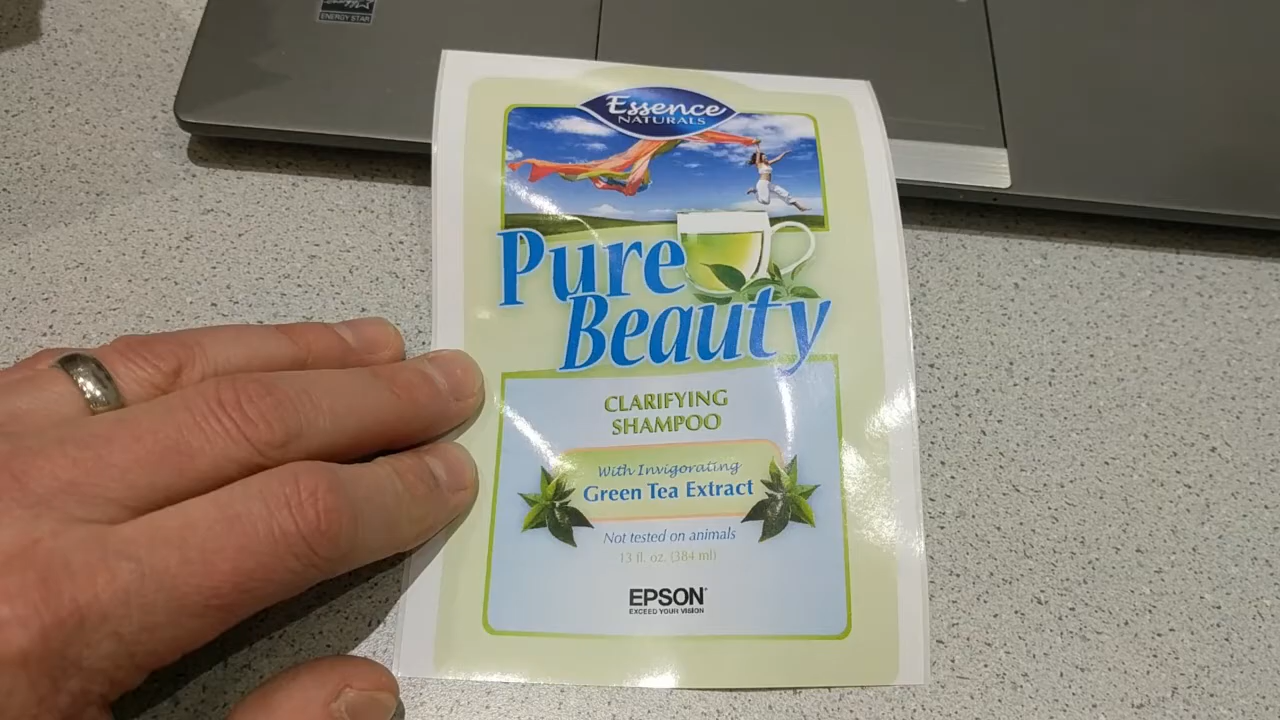 ENERGY STAR
Essence
NATURALS
Pure
Beauty
CLARIFYING
SHAMPOO
With Invigorating
Green Tea Extract
Not tested on animals
13 fl. oz. (384 ml)
EPSON
EXCEED YOUR VISION